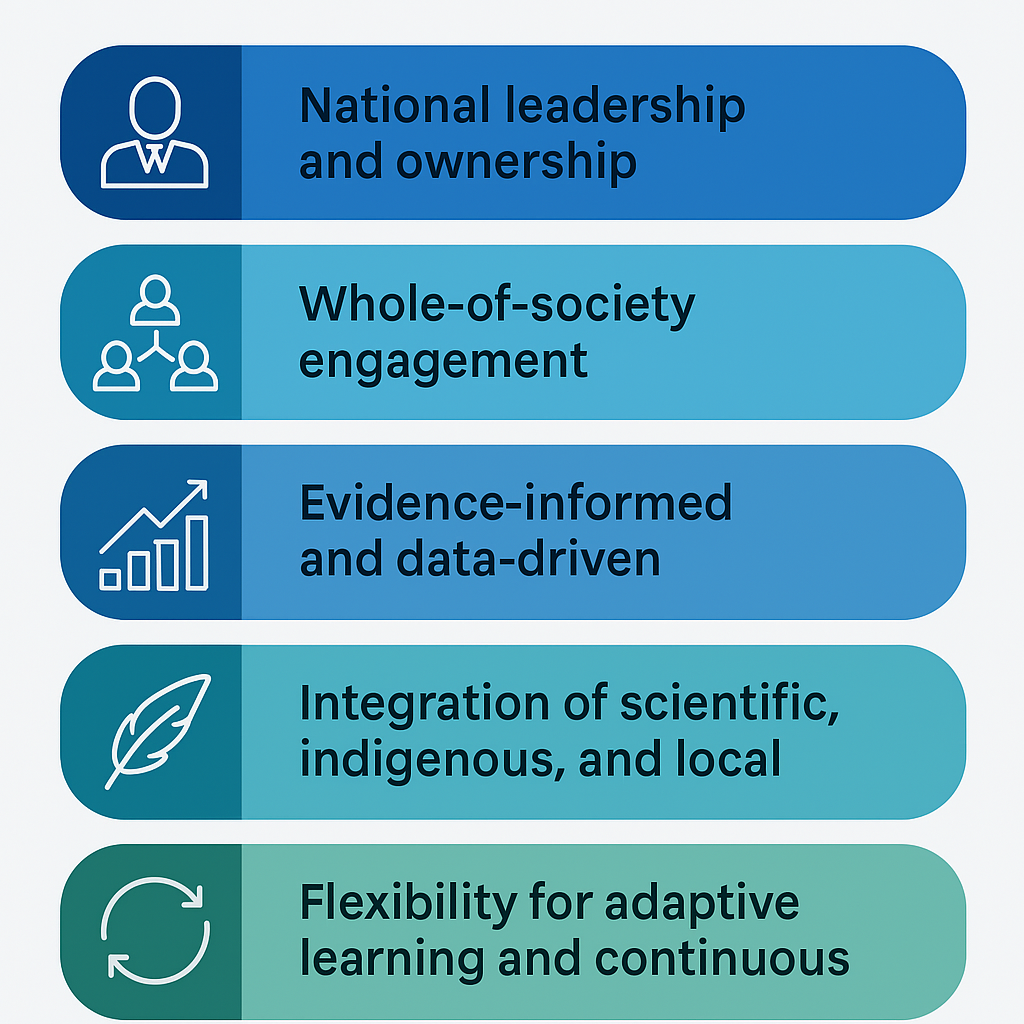 National leadership
and ownership
Whole-of-society
engagement
Evidence-informed
and data-driven
Integration of scientific,
indigenous, and local
Flexibility for adaptive
learning and continuous